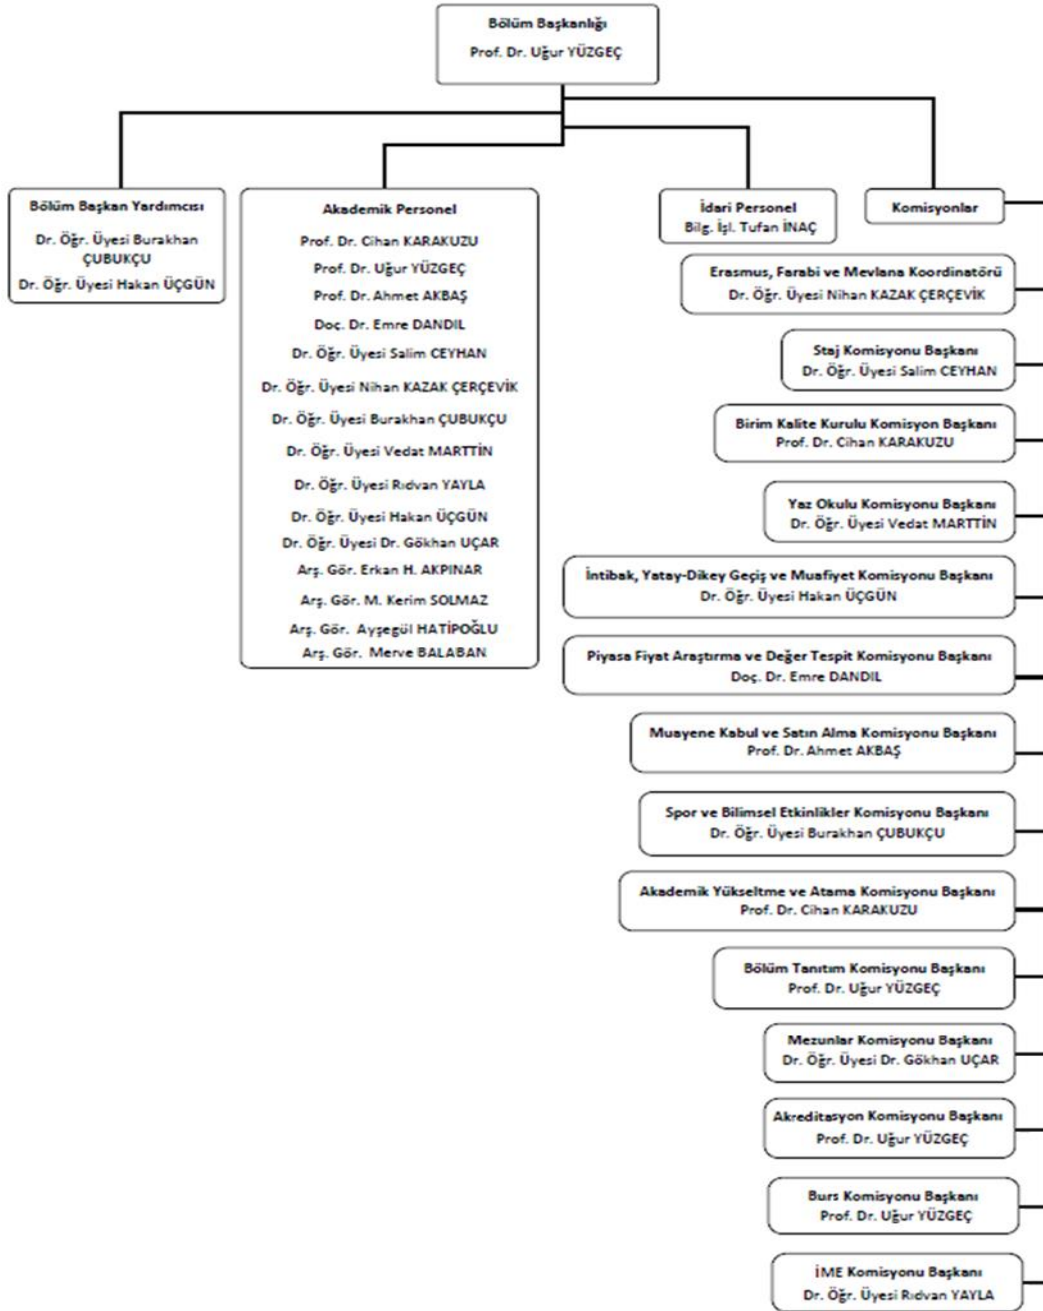 Bölüm Başkanlığı
Prof. Dr. Uğur YÜZGEÇ
Bölüm Başkan Yardımcısı
Dr. Öğr. Üyesi Burakhan
ÇUBUKÇU
Dr. Öğr. Üyesi Hakan ÜÇGÜN
Akademik Personel
Prof. Dr. Cihan KARAKUZU
Prof. Dr. Uğur YÜZGEÇ
Prof. Dr. Ahmet AKBAŞ
Doç. Dr. Emre DANDIL
Dr. Öğr. Üyesi Salim CEYHAN
Dr. Öğr. Üyesi Nihan KAZAK ÇERÇEVİK
Dr. Öğr. Üyesi Burakhan ÇUBUKÇU
Dr. Öğr. Üyesi Vedat MARTTİN
Dr. Öğr. Üyesi Rıdvan YAYLA
Dr. Öğr. Üyesi Hakan ÜÇGÜN
Dr. Öğr. Üyesi Dr. Gökhan UÇAR
Arş. Gör. Erkan H. AKPINAR
Arş. Gör. M. Kerim SOLMAZ
Arş. Gör. Ayşegül HATİPOĞLU
Arş. Gör. Merve BALABAN
İdari Personel
Bilg. İşl. Tufan İNAÇ
Komisyonlar
Erasmus, Farabi ve Mevlana Koordinatörü
Dr. Öğr. Üyesi Nihan KAZAK ÇERÇEVİK
Staj Komisyonu Başkanı
Dr. Öğr. Üyesi Salim CEYHAN
Birim Kalite Kurulu Komisyon Başkanı
Prof. Dr. Cihan KARAKUZU
Yaz Okulu Komisyonu Başkanı
Dr. Öğr. Üyesi Vedat MARTTİN
İntibak, Yatay-Dikey Geçiş ve Muafiyet Komisyonu Başkanı
Dr. Öğr. Üyesi Hakan ÜÇGÜN
Piyasa Fiyat Araştırma ve Değer Tespit Komisyonu Başkanı
Doç. Dr. Emre DANDIL
Muayene Kabul ve Satın Alma Komisyonu Başkanı
Prof. Dr. Ahmet AKBAŞ
Spor ve Bilimsel Etkinlikler Komisyonu Başkanı
Dr. Öğr. Üyesi Burakhan ÇUBUKÇU
Akademik Yükseltme ve Atama Komisyonu Başkanı
Prof. Dr. Cihan KARAKUZU
Bölüm Tanıtım Komisyonu Başkanı
Prof. Dr. Uğur YÜZGEÇ
Mezunlar Komisyonu Başkanı
Dr. Öğr. Üyesi Dr. Gökhan UÇAR
Akreditasyon Komisyonu Başkanı
Prof. Dr. Uğur YÜZGEÇ
Burs Komisyonu Başkanı
Prof. Dr. Uğur YÜZGEÇ
İME Komisyonu Başkanı
Dr. Öğr. Üyesi Rıdvan YAYLA